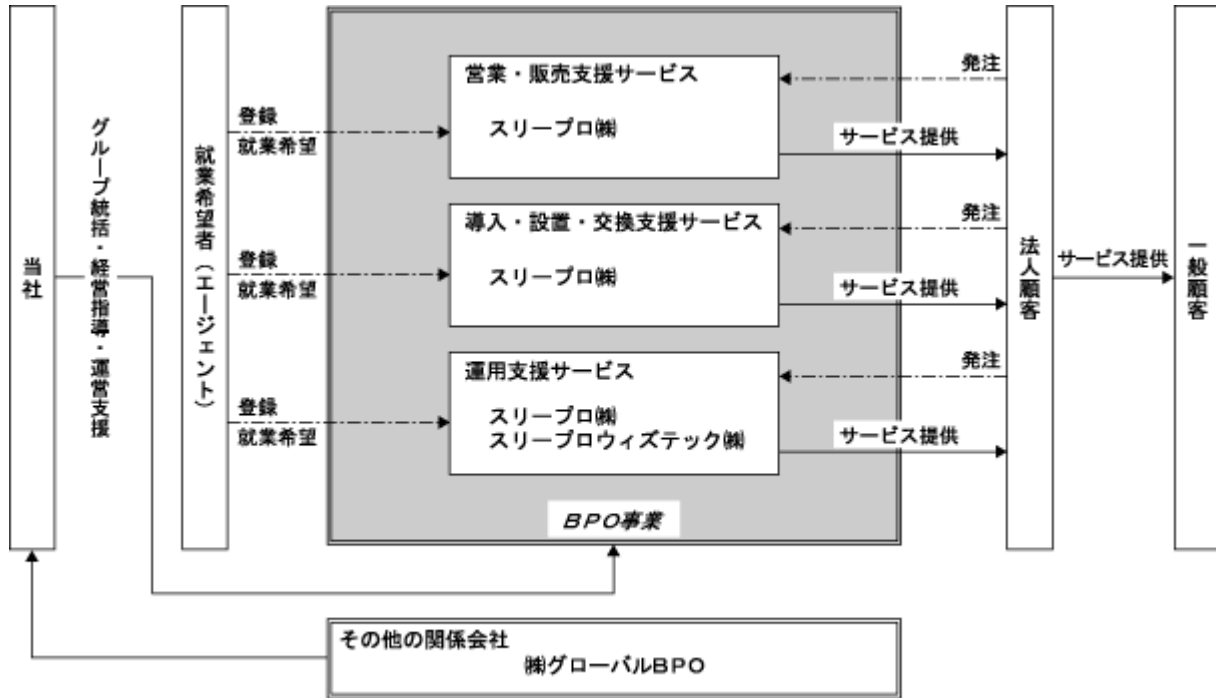 当社
グループ統括・経営指導・運営支援
就業希望者（エージェント）
登録
就業希望
営業・販売支援サービス
スリープロ㈱
発注
サービス提供
登録
就業希望
導入・設置・交換支援サービス
スリープロ㈱
発注
サービス提供
登録
就業希望
運用支援サービス
スリープロ㈱
スリープロウィズテック㈱
発注
サービス提供
BPO事業
法人顧客
サービス提供
一般顧客
その他の関係会社
㈱グローバルBPO